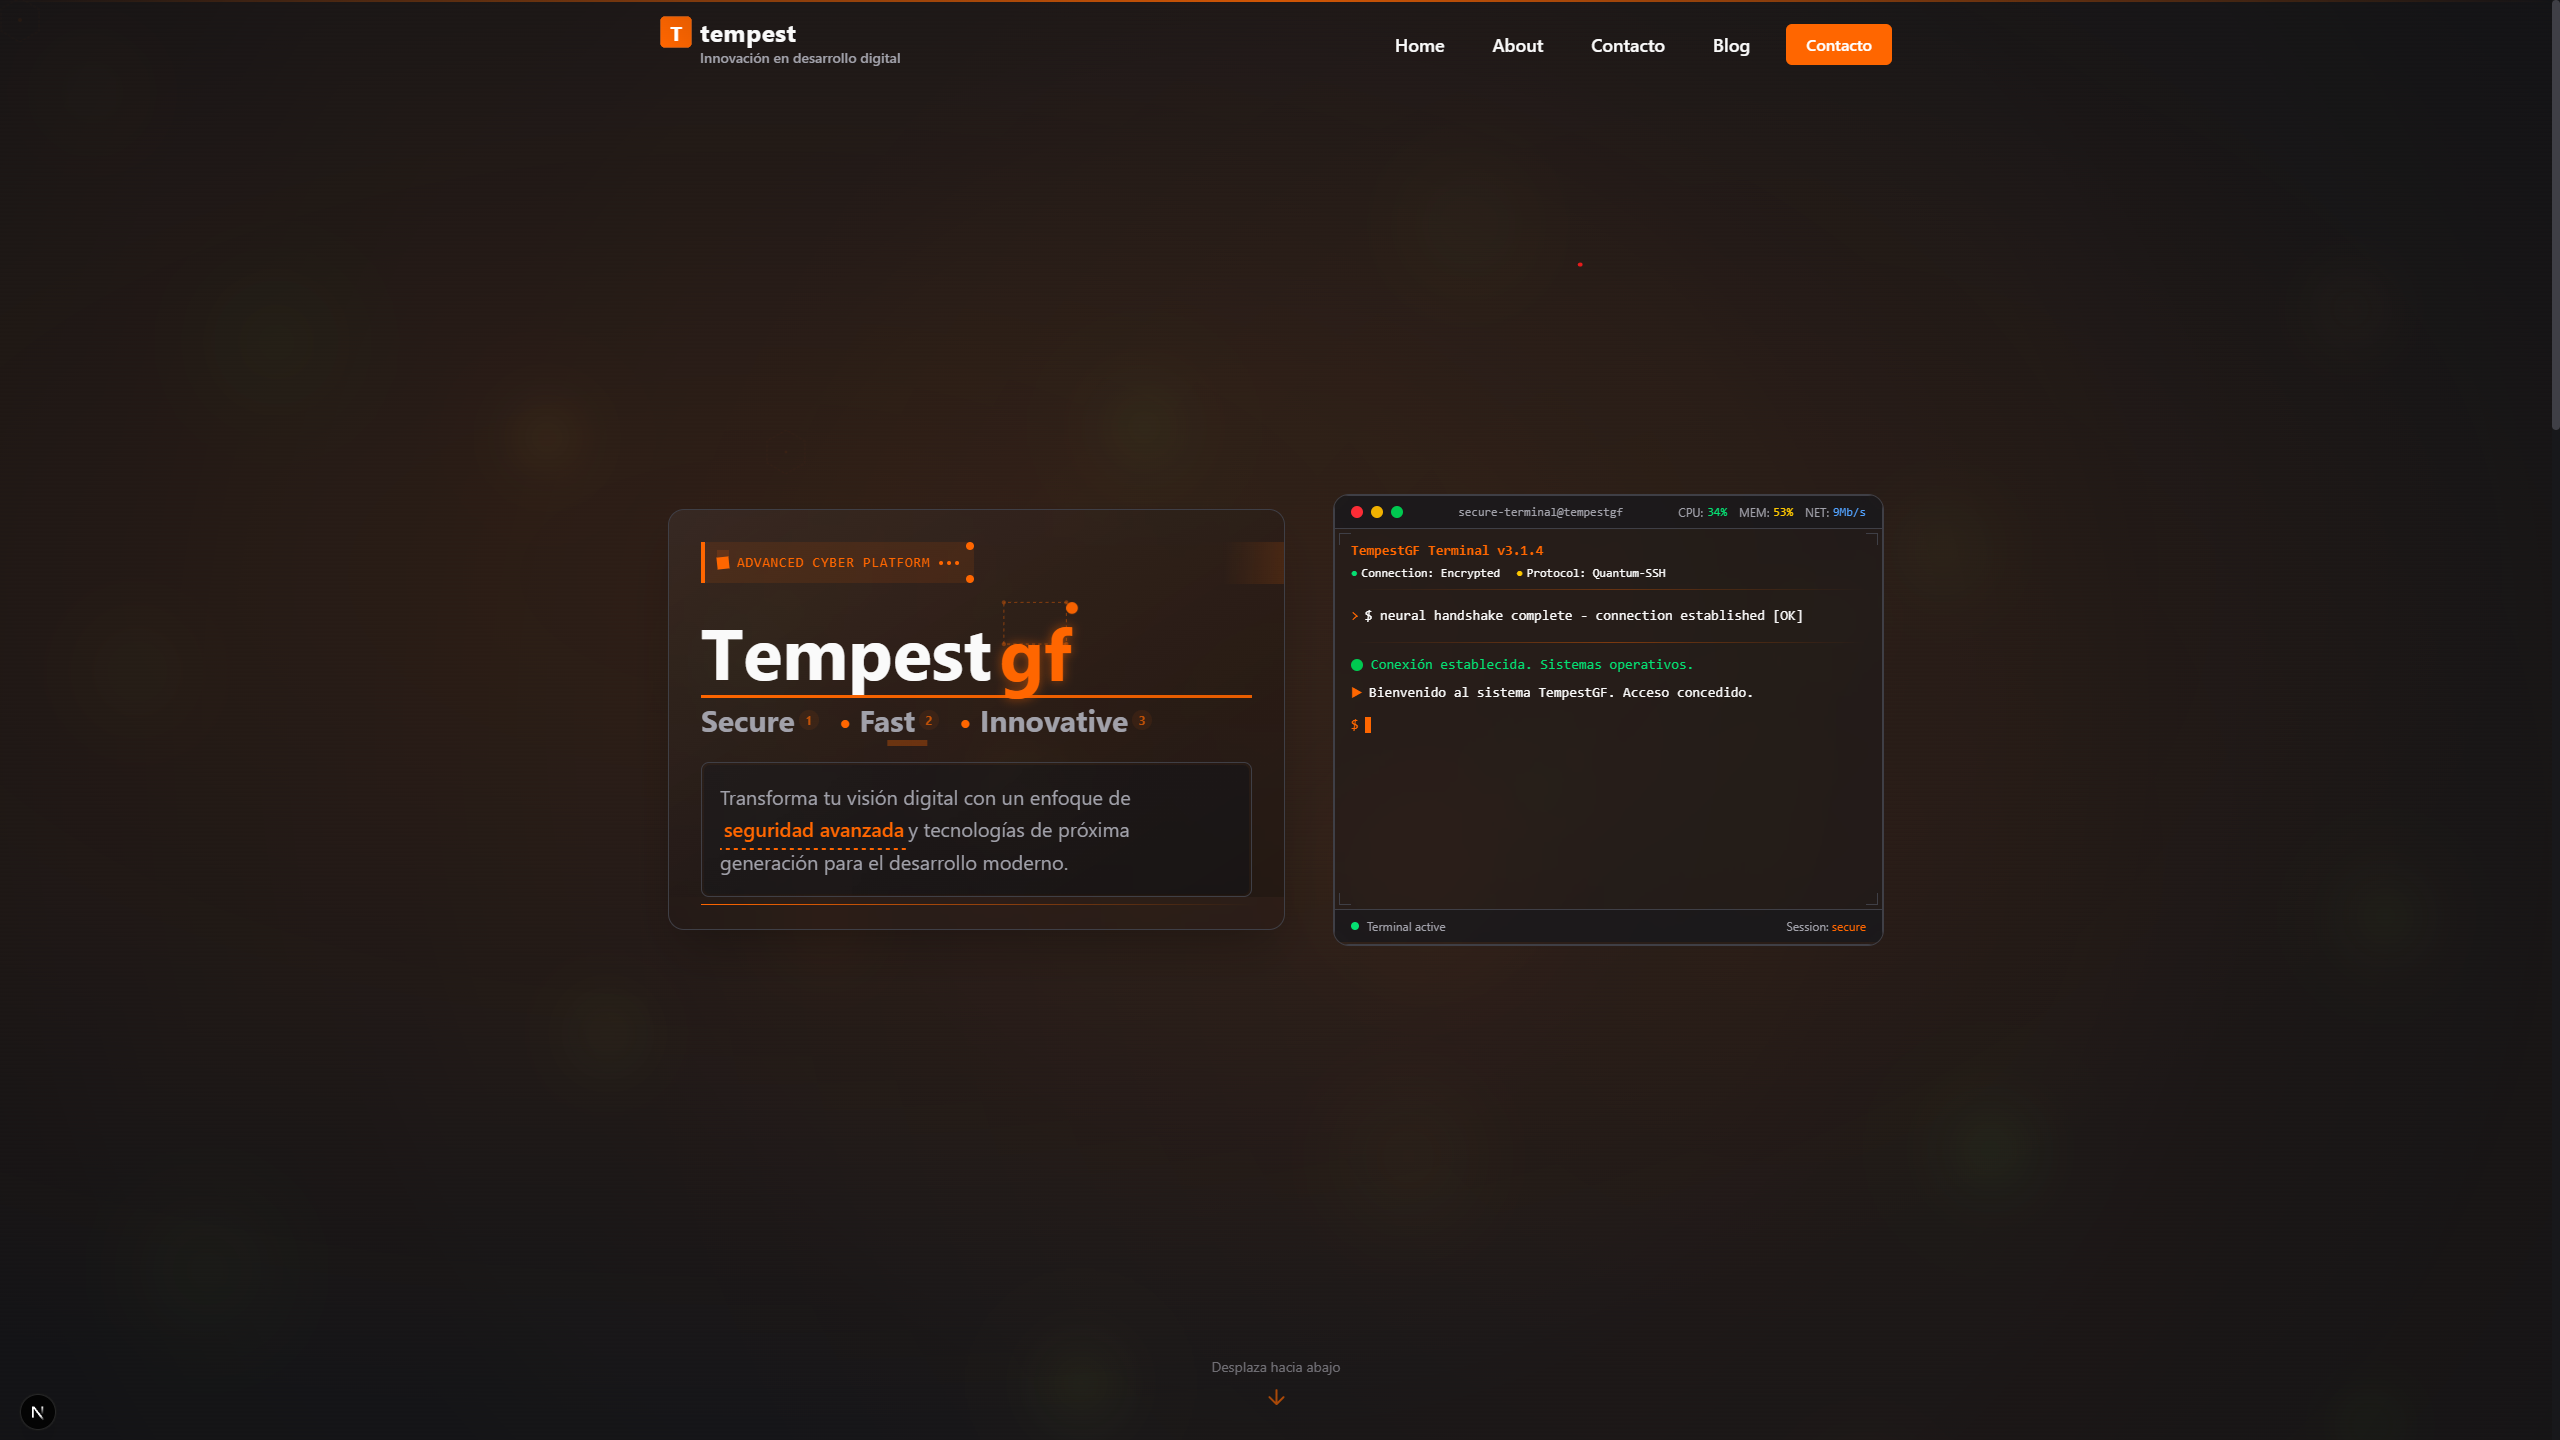 T tempest
Innovación en desarrollo digital
Home About Contacto Blog Contacto
ADVANCED CYBER PLATFORM
Tempest gf
Secure 1 • Fast 2 • Innovative 3
Transforma tu visión digital con un enfoque de
seguridad avanzada y tecnologías de próxima
generación para el desarrollo moderno.
secure-terminal@tempestgf CPU: 34% MEM: 53% NET: 9Mb/s
TempestGF Terminal v3.1.4
Connection: Encrypted Protocol: Quantum-SSH
› $ neural handshake complete - connection established [OK]
Conexión establecida. Sistemas operativos.
Bienvenido al sistema TempestGF. Acceso concedido.
$
Terminal active Session: secure
Desplaza hacia abajo
N